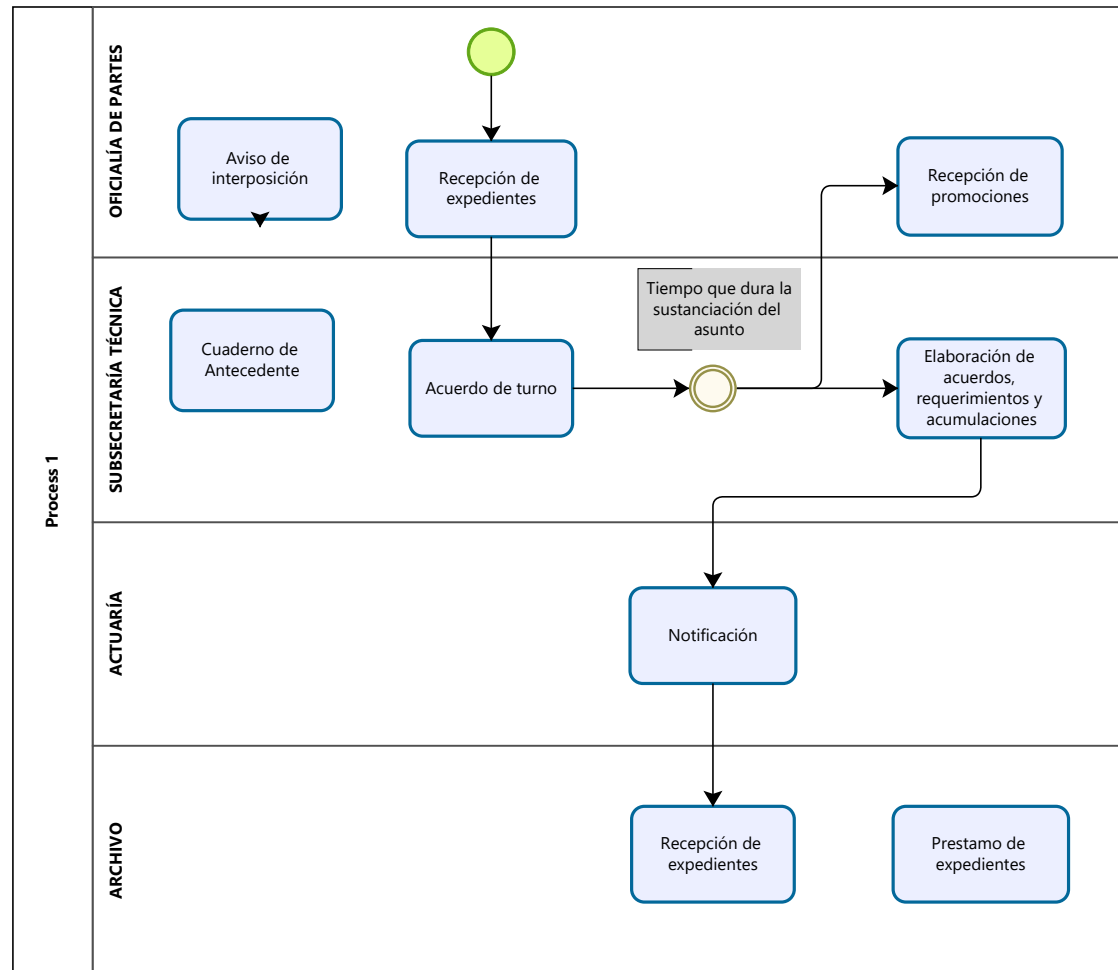 Process 1
OFICIALÍA DE PARTES
Aviso de
interposición
Recepción de
expedientes
Recepción de
promociones
SUBSECRETARÍA TÉCNICA
Cuaderno de
Antecedente
Acuerdo de turno
Tiempo que dura la
sustanciación del
asunto
Elaboración de
acuerdos,
requerimientos y
acumulaciones
ACTUARÍA
Notificación
ARCHIVO
Recepción de
expedientes
Prestamo de
expedientes